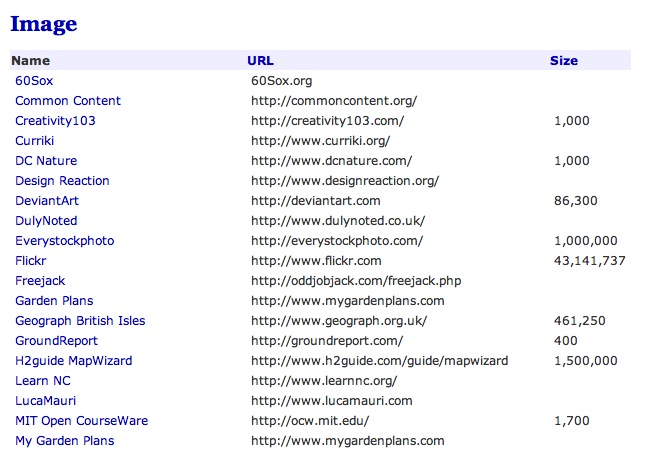 Image
Name URL Size
60Sox 60Sox.org
Common Content http://commoncontent.org/
Creativity103 http://creativity103.com/ 1,000
Curriki http://www.curriki.org/
DC Nature http://www.dcnature.com/ 1,000
Design Reaction http://www.designreaction.org/
DeviantArt http://deviantart.com 86,300
DulyNoted http://www.dulynoted.co.uk/
Everystockphoto http://everystockphoto.com/ 1,000,000
Flickr http://www.flickr.com 43,141,737
Freejack http://oddjobjack.com/freejack.php
Garden Plans http://www.mygardenplans.com
Geograph British Isles http://www.geograph.org.uk/ 461,250
GroundReport http://groundreport.com/ 400
H2guide MapWizard http://www.h2guide.com/guide/mapwizard 1,500,000
Learn NC http://www.learnnc.org/
LucaMauri http://www.lucamauri.com
MIT Open CourseWare http://ocw.mit.edu/ 1,700
My Garden Plans http://www.mygardenplans.com